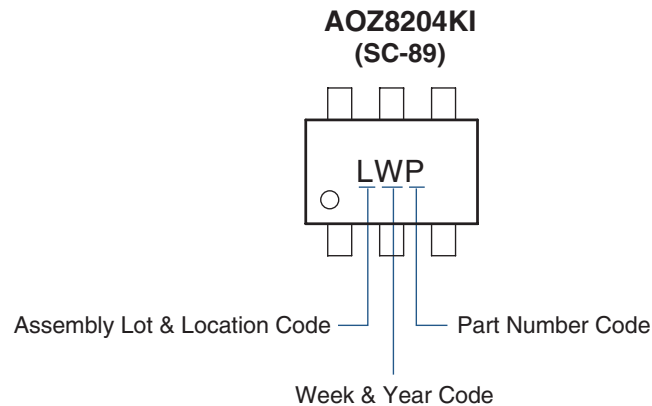 AOZ8204KI
(SC-89)
LWP
Assembly Lot & Location Code
Part Number Code
Week & Year Code